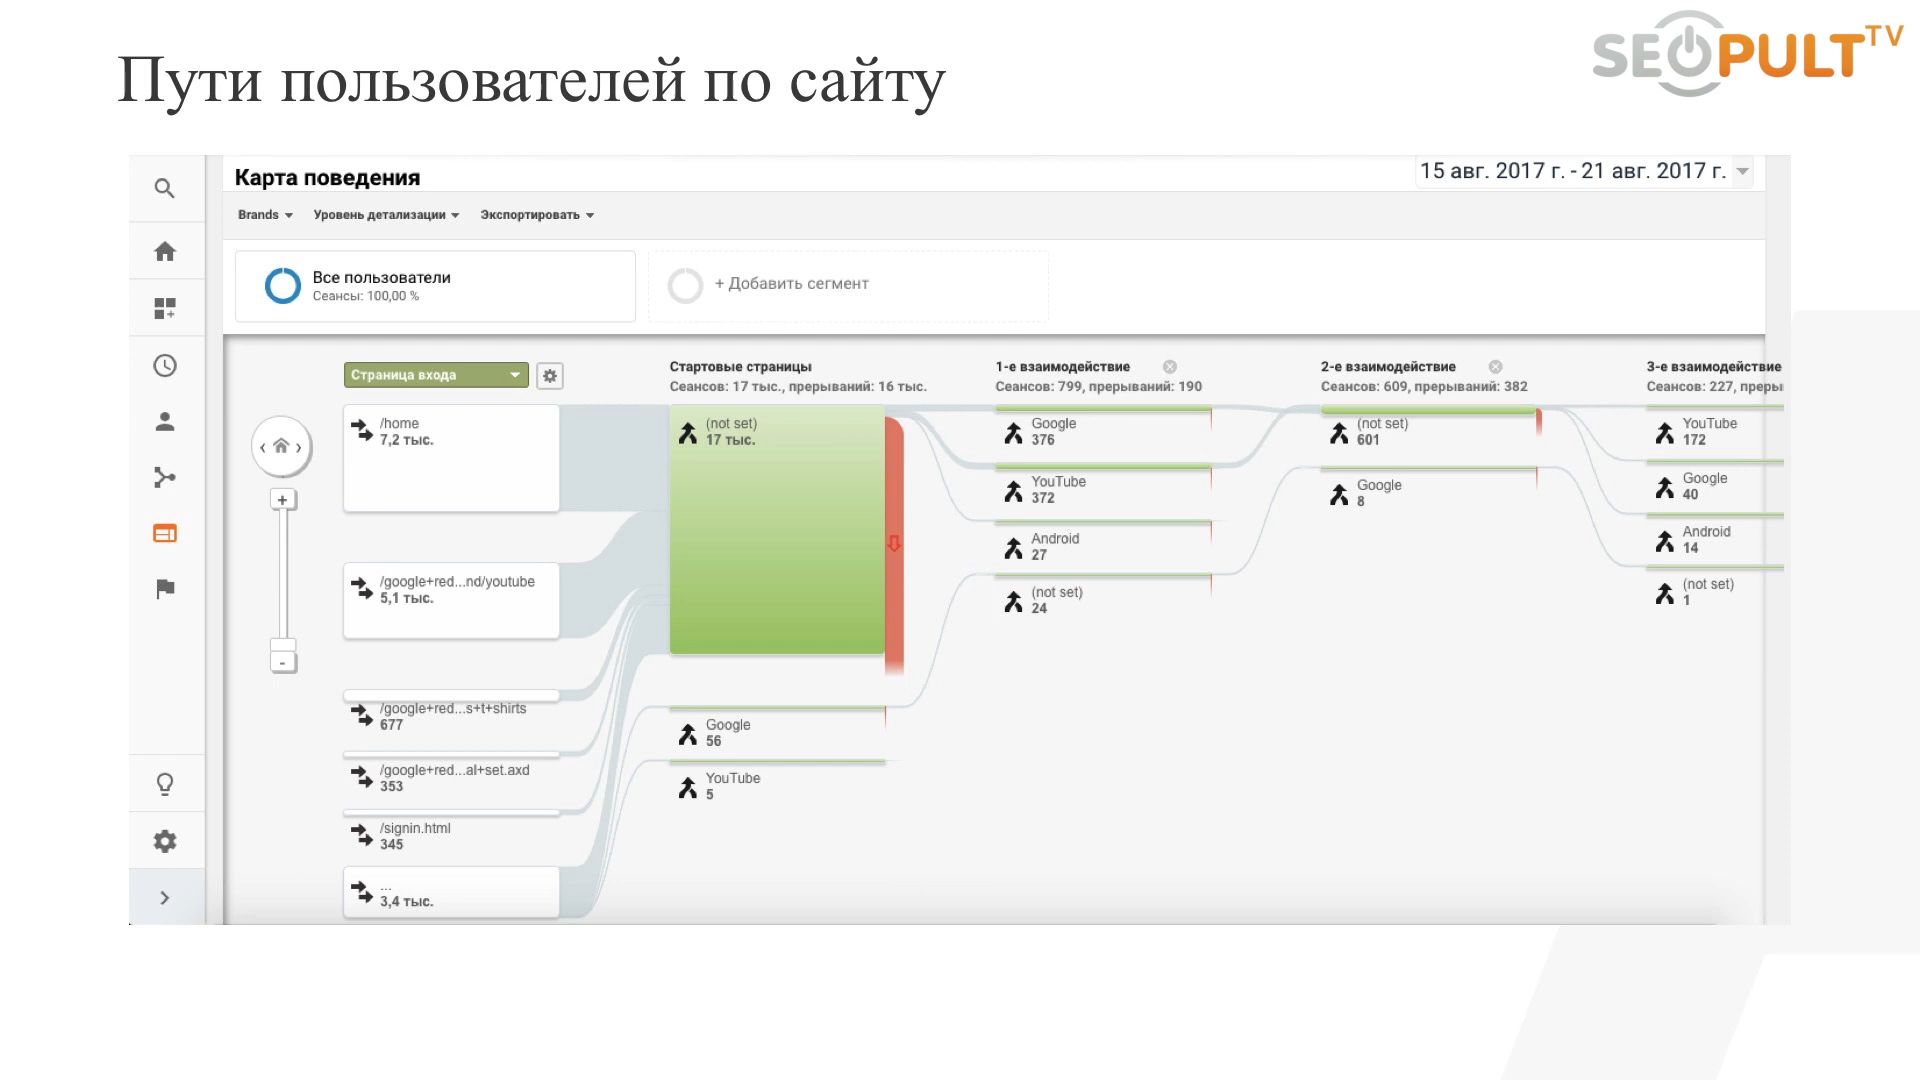 Пути пользователей по сайту
SEOPULT TV
Карта поведения
15 авг. 2017 г. - 21 авг. 2017 г.
Brands
Уровень детализации
Экспортировать
Все пользователи
Сеансы: 100,00 %
+ Добавить сегмент
Страница входа
/home
7,2 тыс.
/google+red...nd/youtube
5,1 тыс.
/google+red...s+t+shirts
677
/google+red...al+set.axd
353
/signin.html
345
...
3,4 тыс.
+
-
Стартовые страницы
Сеансов: 17 тыс., прерываний: 16 тыс.
(not set)
17 тыс.
Google
56
YouTube
5
1-е взаимодействие
Сеансов: 799, прерываний: 190
Google
376
YouTube
372
Android
27
(not set)
24
2-е взаимодействие
Сеансов: 609, прерываний: 382
(not set)
601
Google
8
3-е взаимодействие
Сеансов: 227, преры
YouTube
172
Google
40
Android
14
(not set)
1